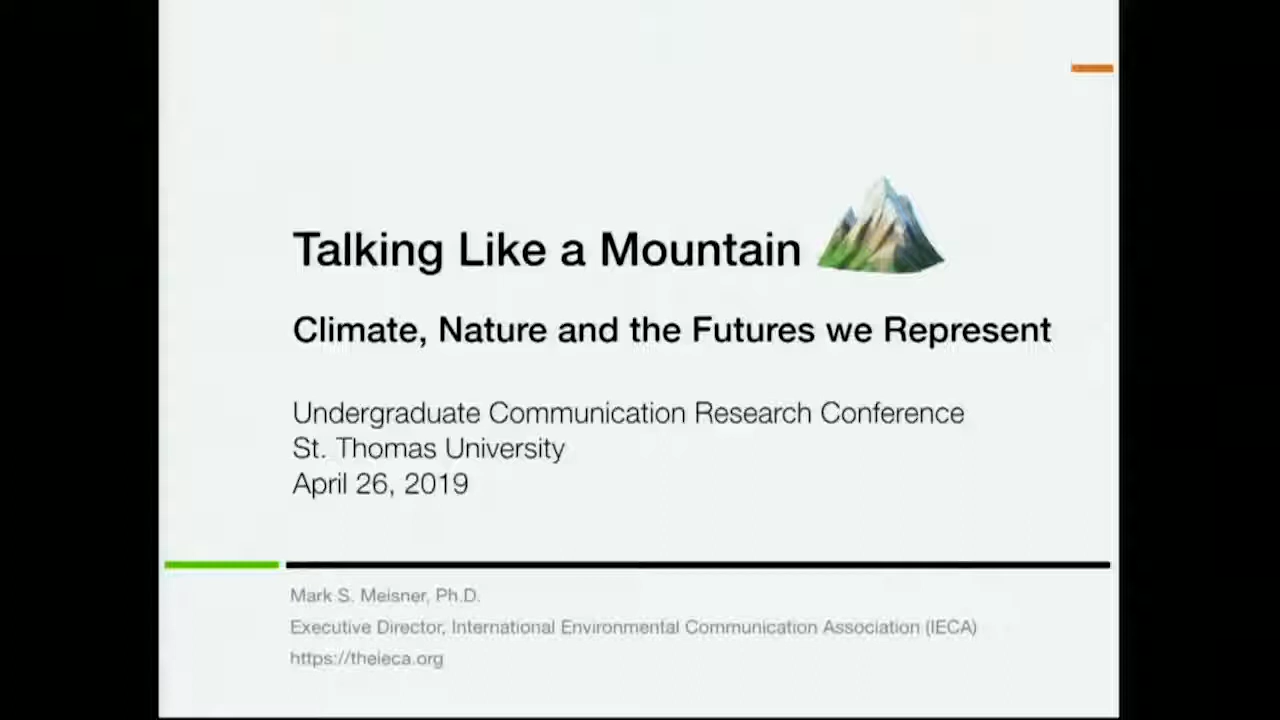 Talking Like a Mountain
Climate, Nature and the Futures we Represent
Undergraduate Communication Research Conference
St. Thomas University
April 26, 2019
Mark S. Meisner, Ph.D.
Executive Director, International Environmental Communication Association (IECA)
https://theieca.org